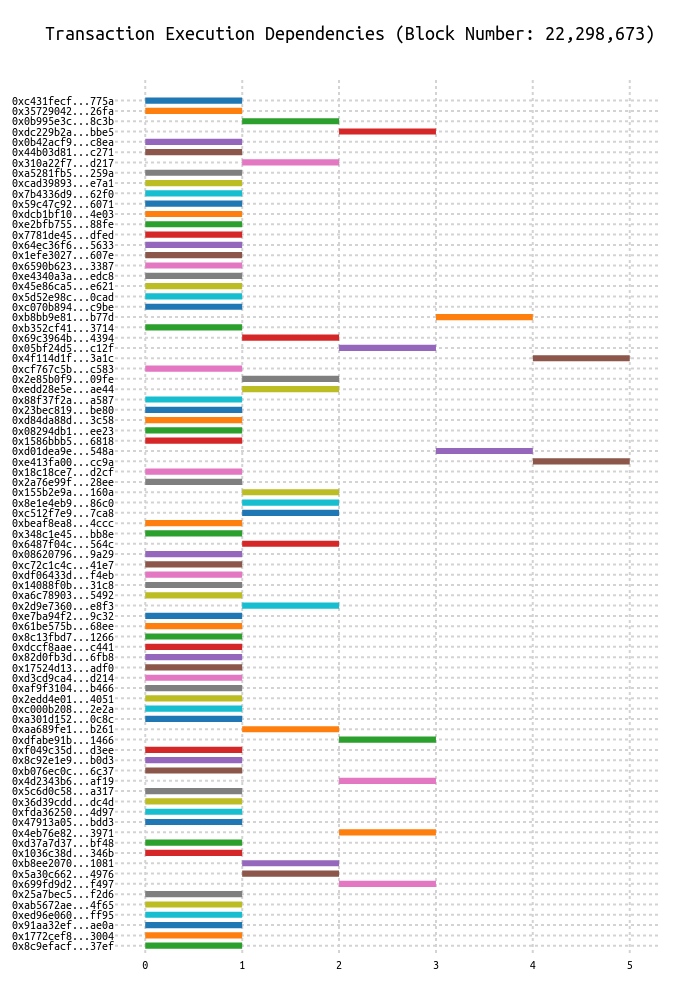 Transaction Execution Dependencies (Block Number: 22,298,673)
0xc431fecf...775a
0x35729042...26fa
0x0b995e3c...8c3b
0xdc229b2a...bbe5
0x0b42acf9...c8ea
0x44b03d81...c271
0x310a22f7...d217
0xa5281fb5...259a
0xcad39893...e7a1
0x7b4336d9...62f0
0x59c47c92...6071
0xdcb1bf10...4e03
0xe2bfb755...88fe
0x7781de45...dfed
0x64ec36f6...5633
0x1efe3027...607e
0x6590b623...3387
0xe4340a3a...edc8
0x45e86ca5...e621
0x5d52e98c...0cad
0xc070b894...c9be
0xb8bb9e81...b77d
0xb352cf41...3714
0x69c3964b...4394
0x05bf24d5...c12f
0x4f114d1f...3a1c
0xcf767c5b...c583
0x2e85b0f9...09fe
0xedd28e5e...ae44
0x88f37f2a...a587
0x23bec819...be80
0xd84da88d...3c58
0x08294db1...ee23
0x1586bbb5...6818
0xd01dea9e...548a
0xe413fa00...cc9a
0x18c18ce7...d2cf
0x2a76e99f...28ee
0x155b2e9a...160a
0x8e1e4eb9...86c0
0xc512f7e9...7ca8
0xbeaf8ea8...4ccc
0x348c1e45...bb8e
0x6487f04c...564c
0x08620796...9a29
0xc72c1c4c...41e7
0xdf06433d...f4eb
0x14088f0b...31c8
0xa6c78903...5492
0x2d9e7360...e8f3
0xe7ba94f2...9c32
0x61be575b...68ee
0x8c13fbd7...1266
0xdccf8aae...c441
0x82d0fb3d...6fb8
0x17524d13...adf0
0xd3cd9ca4...d214
0xaf9f3104...b466
0x2edd4e01...4051
0xc000b208...2e2a
0xa301d152...0c8c
0xaa689fe1...b261
0xdfabe91b...1466
0xf049c35d...d3ee
0x8c92e1e9...b0d3
0xb076ec0c...6c37
0x4d2343b6...af19
0x5c6d0c58...a317
0x36d39cdd...dc4d
0xfda36250...4d97
0x47913a05...bdd3
0x4eb76e82...3971
0xd37a7d37...bf48
0x1036c38d...346b
0xb8ee2070...1081
0x5a30c662...4976
0x699fd9d2...f497
0x25a7bec5...f2d6
0xab5672ae...4f65
0xed96e060...ff95
0x91aa32ef...ae0a
0x1772cef8...3004
0x8c9efacf...37ef
0 1 2 3 4 5